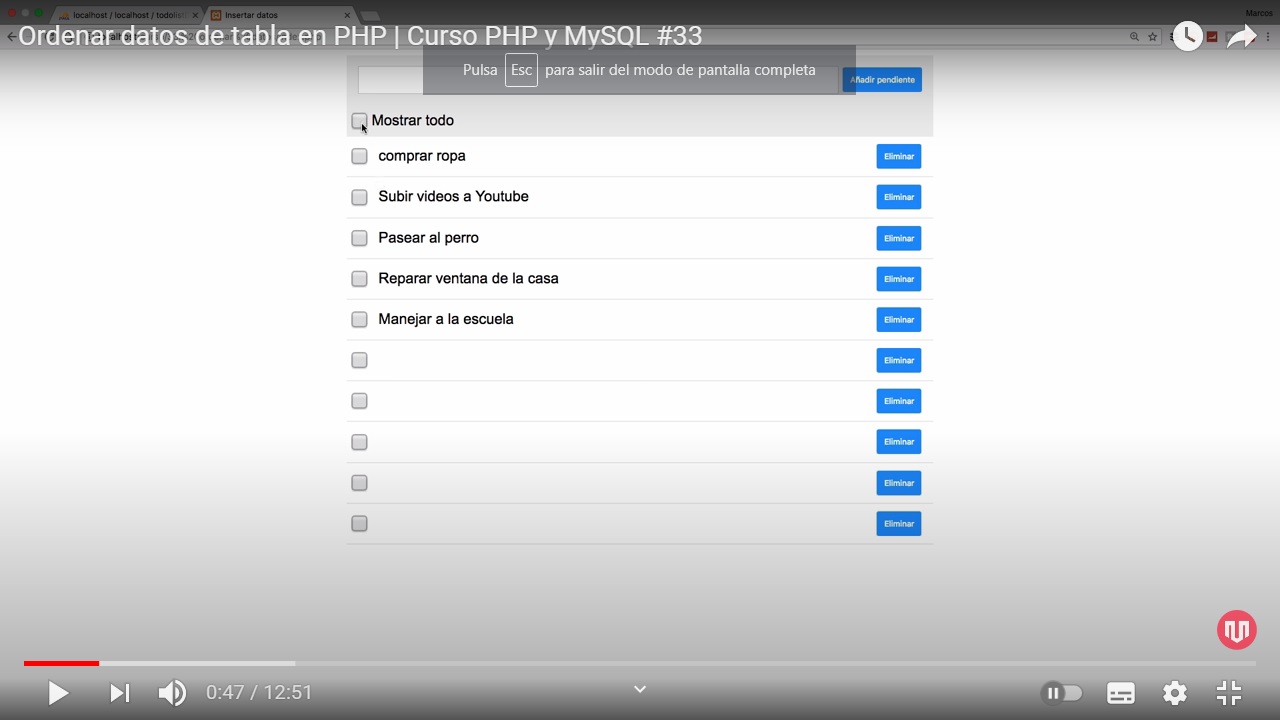 localhost / localhost / todolist
Insertar datos
Marcos
Ordenar datos de tabla en PHP | Curso PHP y MySQL #33
Pulsa Esc para salir del modo de pantalla completa
Añadir pendiente
Mostrar todo
comprar ropa Eliminar
Subir videos a Youtube Eliminar
Pasear al perro Eliminar
Reparar ventana de la casa Eliminar
Manejar a la escuela Eliminar
Eliminar
Eliminar
Eliminar
Eliminar
Eliminar
0:47 / 12:51